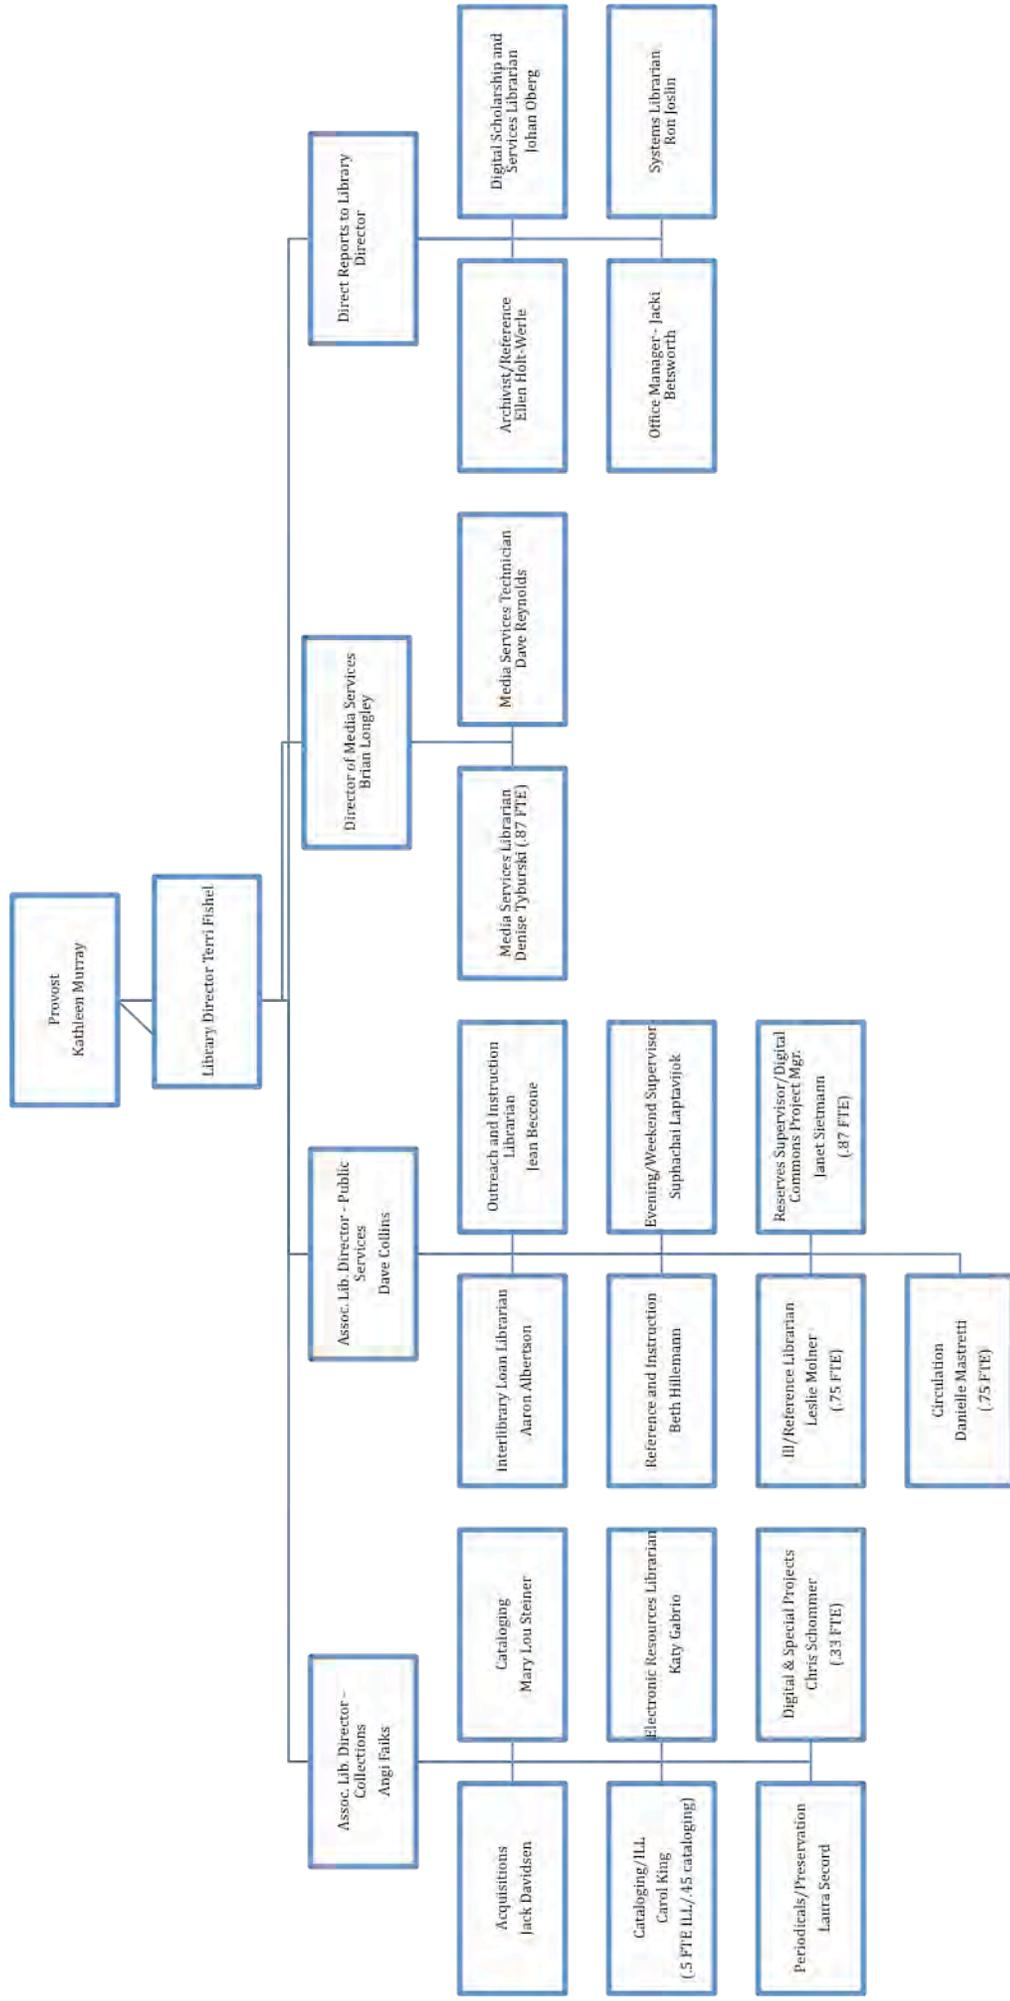 Provost
Kathleen Murray
Library Director Terri Fishel
Assoc. Lib. Director –
Collections
Angi Faiks
Assoc. Lib. Director - Public
Services
Dave Collins
Director of Media Services
Brian Longley
Direct Reports to Library
Director
Acquisitions
Jack Davidsen
Cataloging
Mary Lou Steiner
Cataloging/ILL
Carol King
(.5 FTE ILL/.45 cataloging)
Electronic Resources Librarian
Katy Gabrio
Periodicals/Preservation
Laura Secord
Digital & Special Projects
Chris Schommer
(.33 FTE)
Interlibrary Loan Librarian
Aaron Albertson
Outreach and Instruction
Librarian
Jean Beccone
Reference and Instruction
Beth Hillemann
Evening/Weekend Supervisor
Suphachai Laptavijok
Ill/Reference Librarian
Leslie Molner
(.75 FTE)
Reserves Supervisor/Digital
Commons Project Mgr.
Janet Sietmann
(.87 FTE)
Circulation
Danielle Mastretti
(.75 FTE)
Media Services Librarian
Denise Tyburski (.87 FTE)
Media Services Technician
Dave Reynolds
Archivist/Reference
Ellen Holt-Werle
Digital Scholarship and
Services Librarian
Johan Oberg
Office Manager- Jacki
Betsworth
Systems Librarian
Ron Joslin